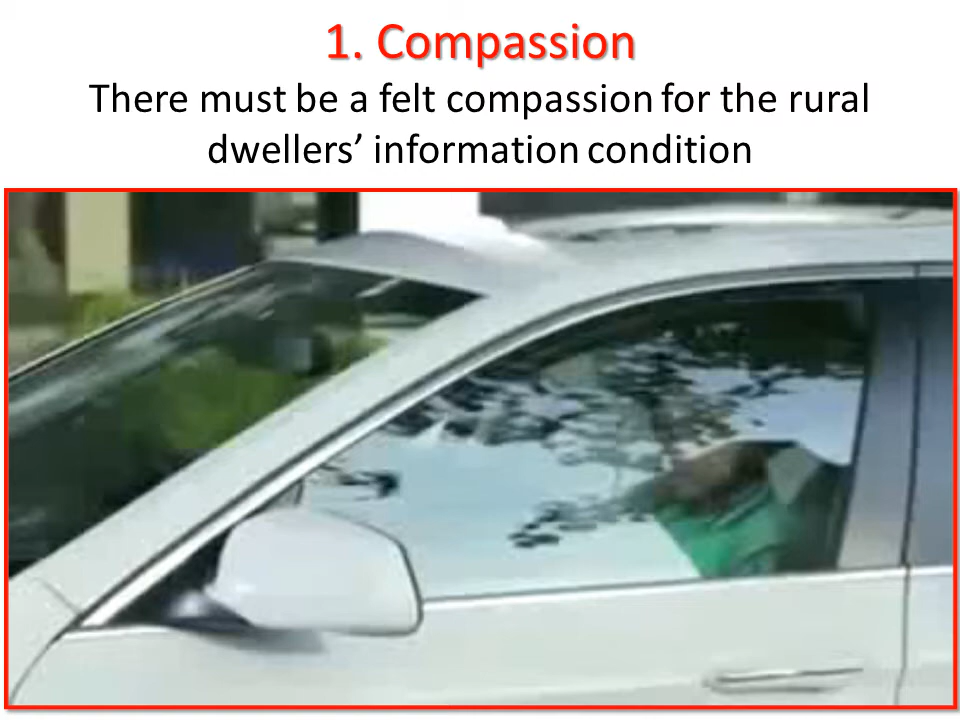 1. Compassion
There must be a felt compassion for the rural
dwellers’ information condition